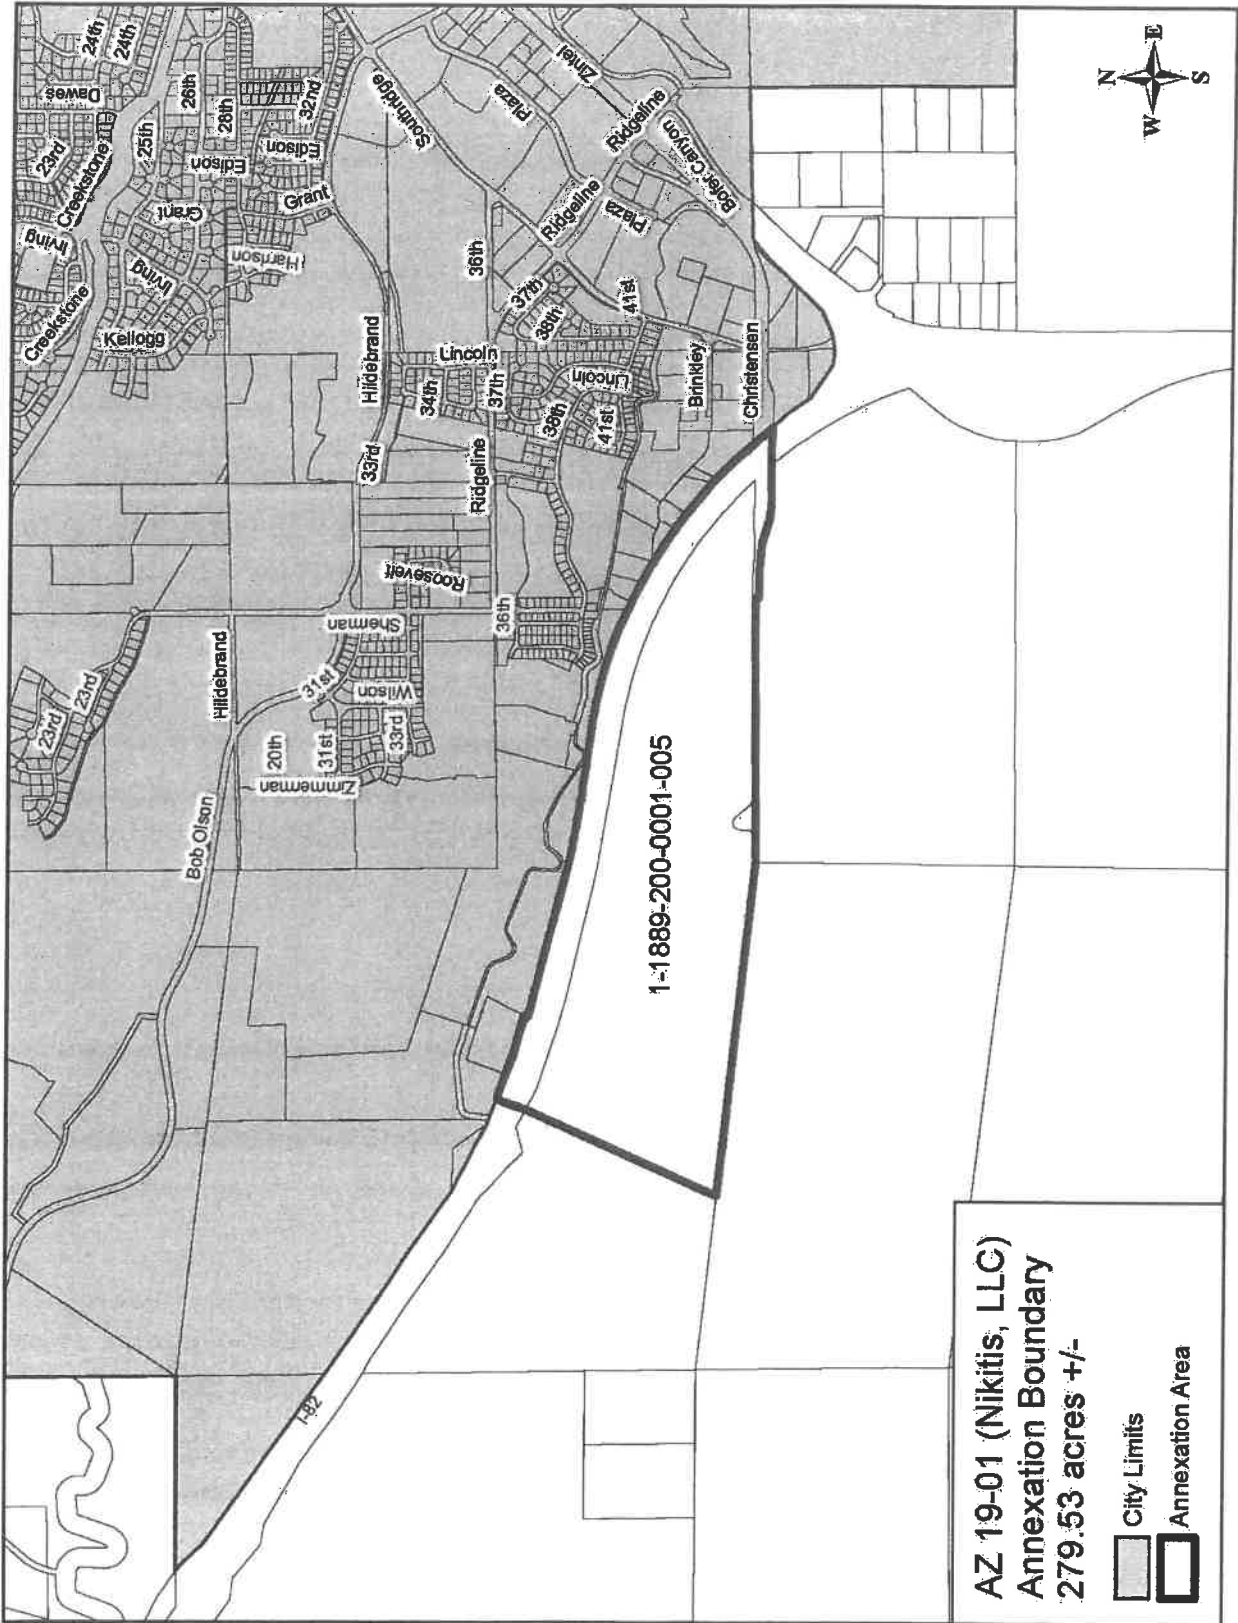 23rd
23rd
Creekstone
Irving
23rd
Creekstone
Dawes
24th
24th
Kellogg
Irving
Grant
25th
26th
28th
Bob Olson
Hildebrand
Harrison
Edison
Edison
32nd
Grant
20th
Zimmerman
31st
31st
Sherman
Wilson
33rd
33rd
Hildebrand
Southridge
Roosevelt
34th
Lincoln
36th
Ridgeline
37th
36th
37th
38th
38th
Plaza
Zintel
Ridgeline
Ridgeline
Plaza
Lincoln
41st
41st
Bofer Canyon
Brinkley
Christensen
I-82
1-1889-200-0001-005
AZ 19-01 (Nikitis, LLC)
Annexation Boundary
279.53 acres +/-
City Limits
Annexation Area
N
W
E
S